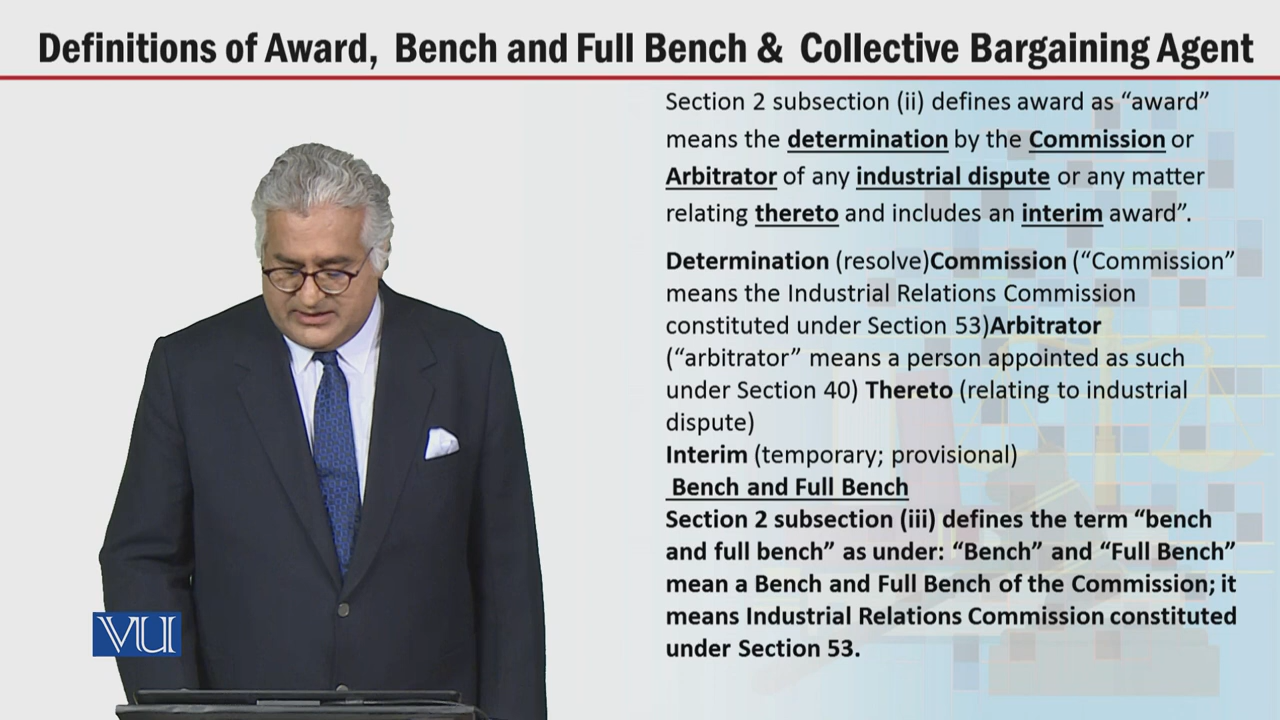 Definitions of Award, Bench and Full Bench & Collective Bargaining Agent
Section 2 subsection (ii) defines award as “award”
means the determination by the Commission or
Arbitrator of any industrial dispute or any matter
relating thereto and includes an interim award”.
Determination (resolve)Commission (“Commission”
means the Industrial Relations Commission
constituted under Section 53)Arbitrator
(“arbitrator” means a person appointed as such
under Section 40) Thereto (relating to industrial
dispute)
Interim (temporary; provisional)
Bench and Full Bench
Section 2 subsection (iii) defines the term “bench
and full bench” as under: “Bench” and “Full Bench”
mean a Bench and Full Bench of the Commission; it
means Industrial Relations Commission constituted
under Section 53.
VU